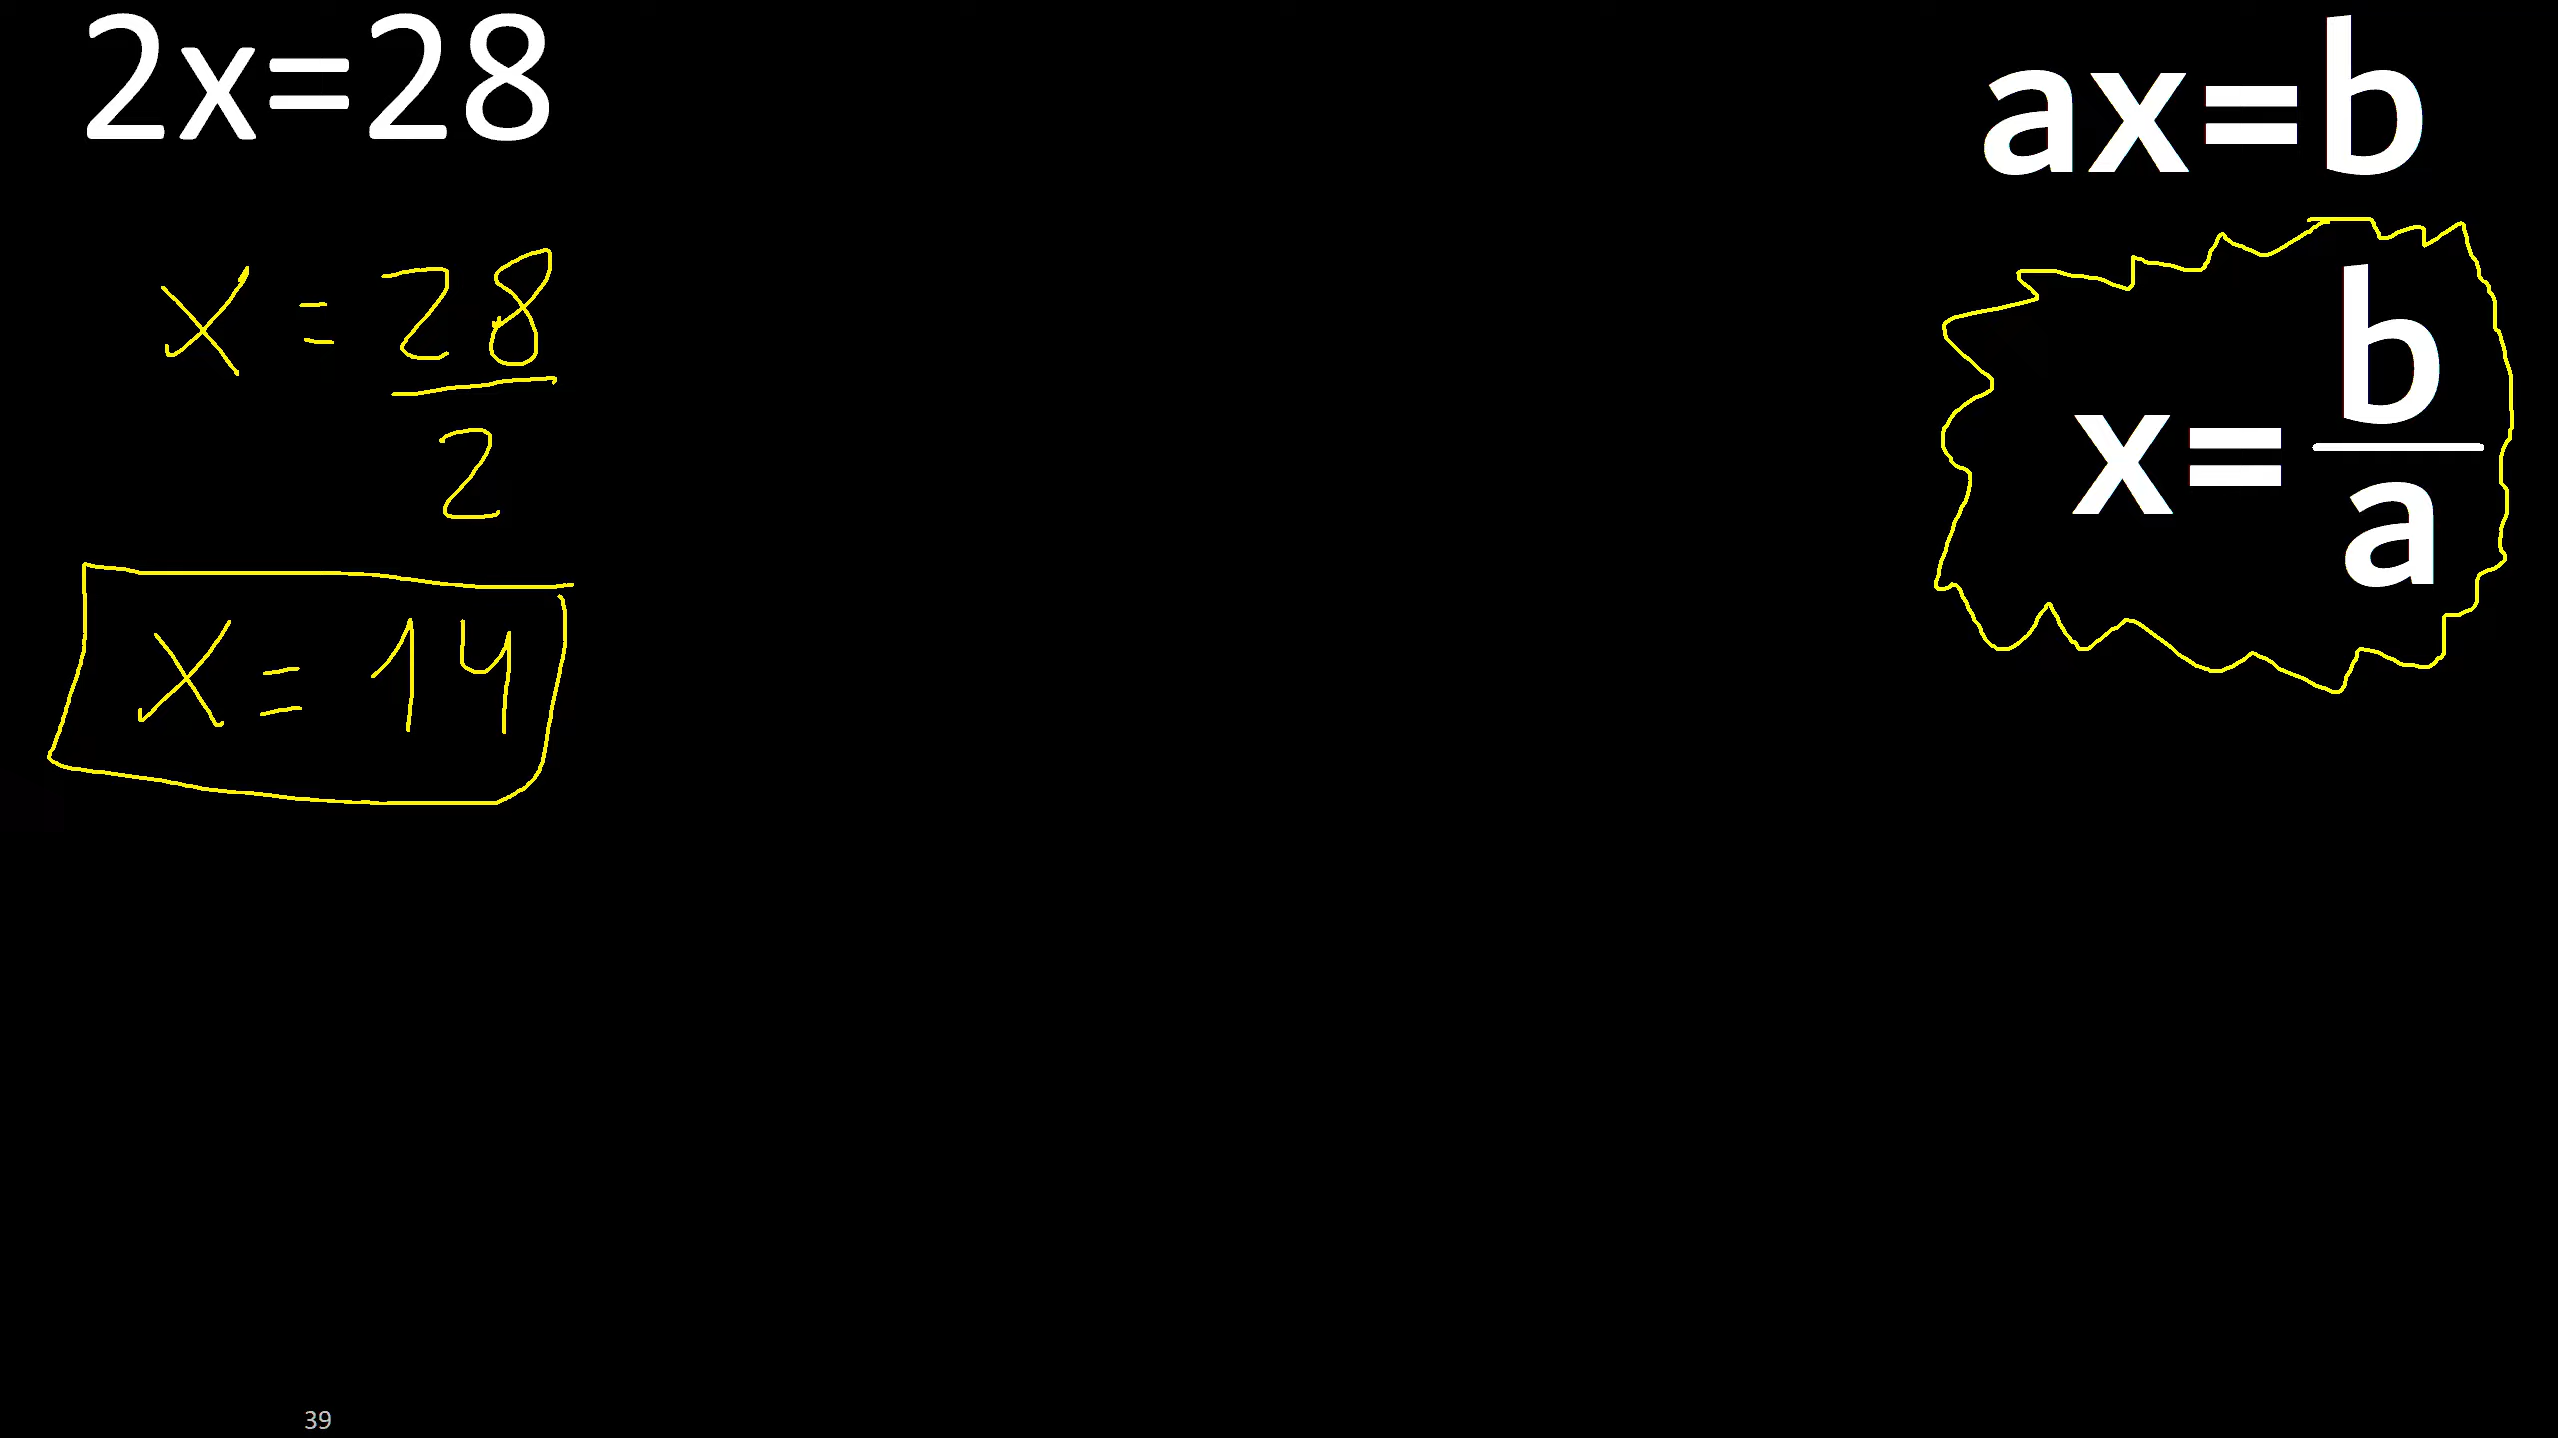 2x=28
x = 28
2
x = 14
ax=b
x=b
a
39